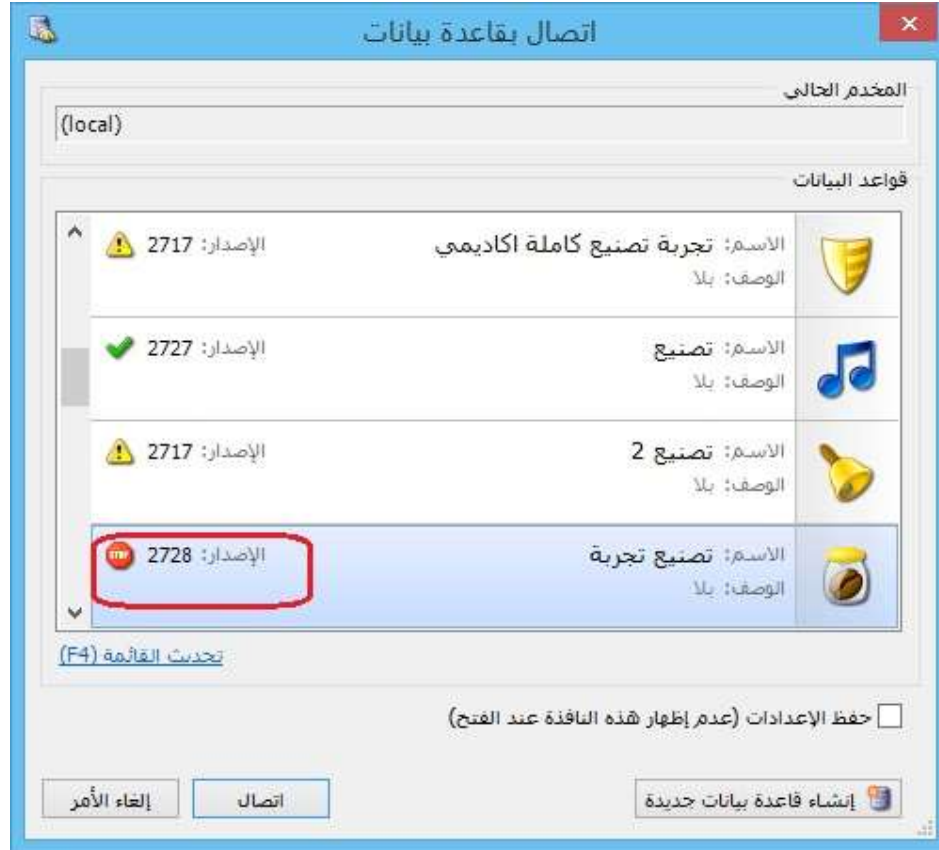 اتصال بقاعدة بيانات
المخدم الحالي
(local)
قواعد البيانات
الاسم: تجربة تصنيع كاملة اكاديمي الإصدار: 2717
الوصف: بلا
الاسم: تصنيع الإصدار: 2727
الوصف: بلا
الاسم: تصنيع 2 الإصدار: 2717
الوصف: بلا
الاسم: تصنيع تجربة الإصدار: 2728
الوصف: بلا
تحديث القائمة (F4)
حفظ الإعدادات (عدم إظهار هذه النافذة عند الفتح)
إنشاء قاعدة بيانات جديدة اتصال إلغاء الأمر